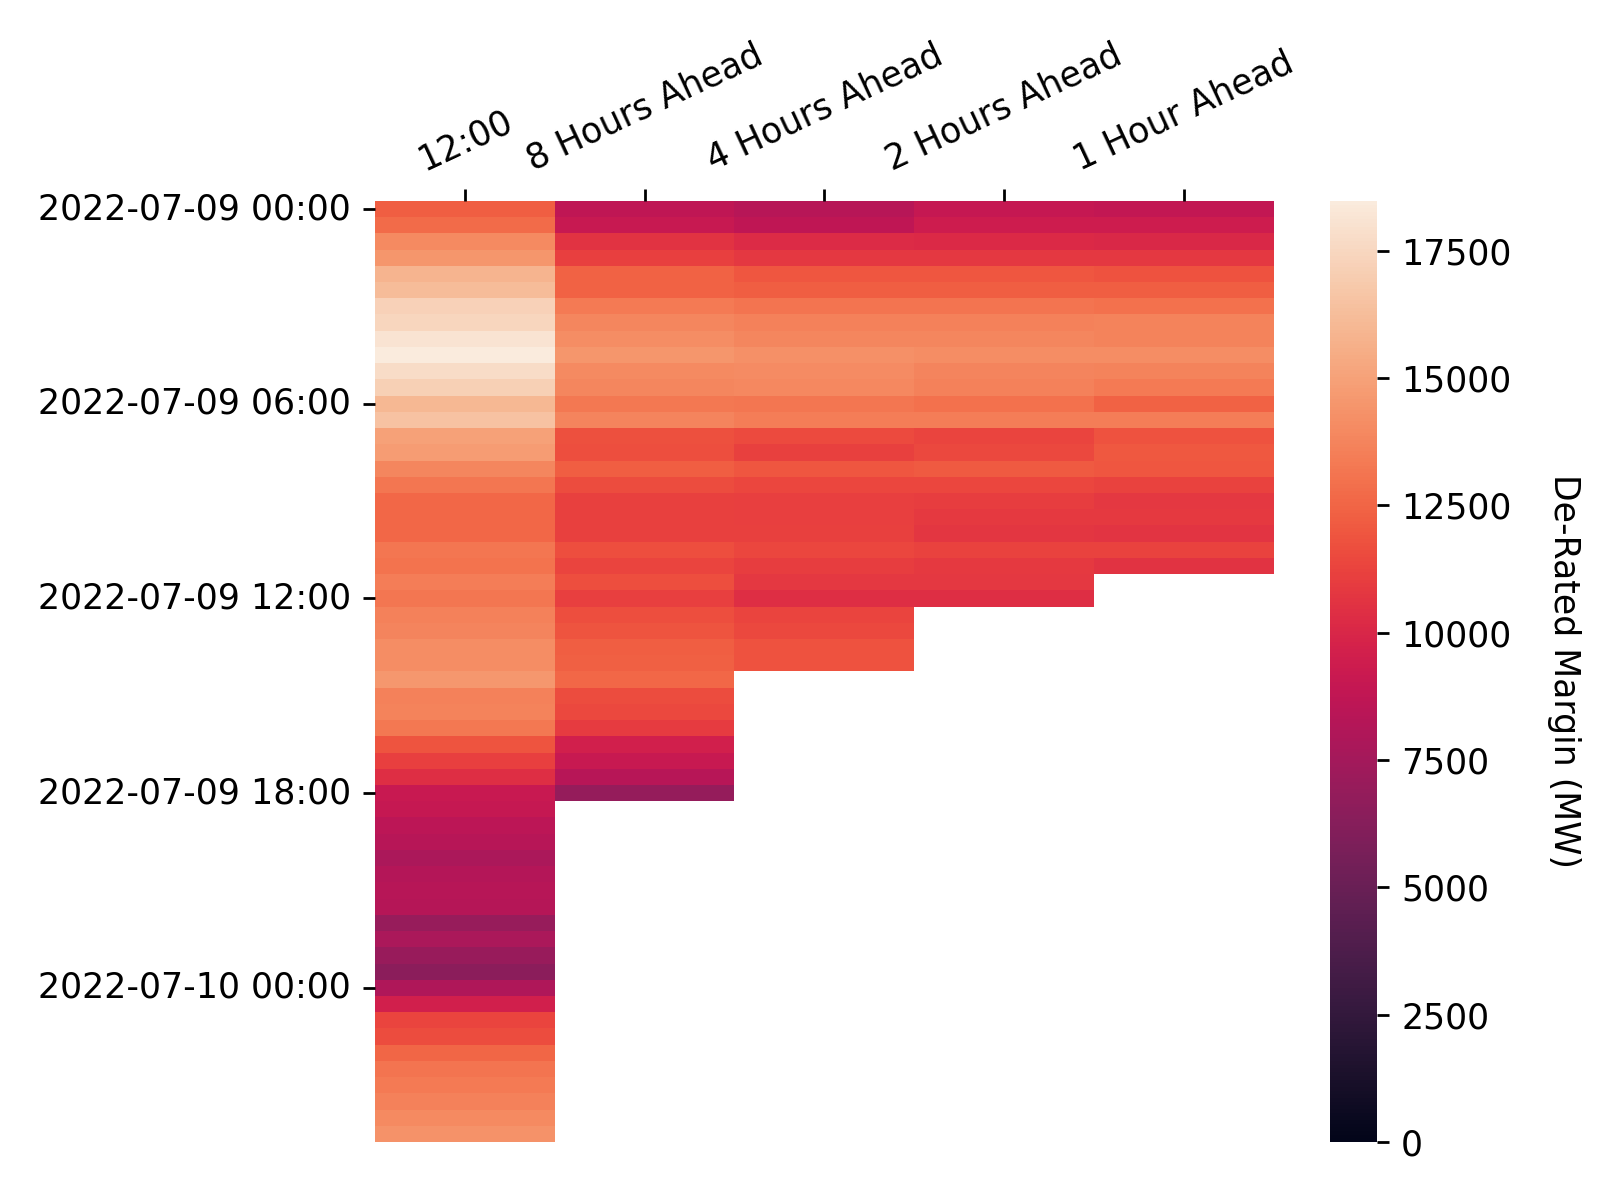 12:00
8 Hours Ahead
4 Hours Ahead
2 Hours Ahead
1 Hour Ahead
2022-07-09 00:00
2022-07-09 06:00
2022-07-09 12:00
2022-07-09 18:00
2022-07-10 00:00
17500
15000
12500
10000
7500
5000
2500
0
De-Rated Margin (MW)